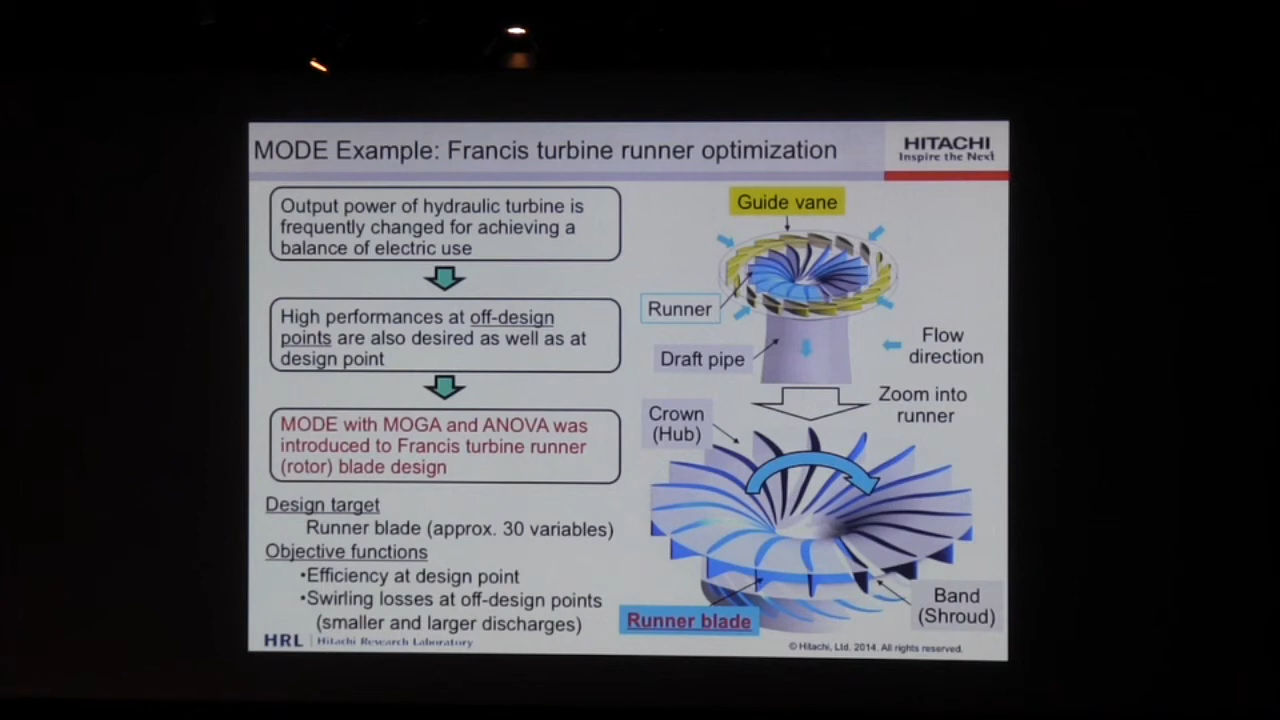 MODE Example: Francis turbine runner optimization
HITACHI
Inspire the Next
Output power of hydraulic turbine is
frequently changed for achieving a
balance of electric use
High performances at off-design
points are also desired as well as at
design point
MODE with MOGA and ANOVA was
introduced to Francis turbine runner
(rotor) blade design
Design target
Runner blade (approx. 30 variables)
Objective functions
•Efficiency at design point
•Swirling losses at off-design points
(smaller and larger discharges)
Guide vane
Runner
Draft pipe
Flow
direction
Zoom into
runner
Crown
(Hub)
Runner blade
Band
(Shroud)
HRL | Hitachi Research Laboratory
© Hitachi, Ltd. 2014. All rights reserved.